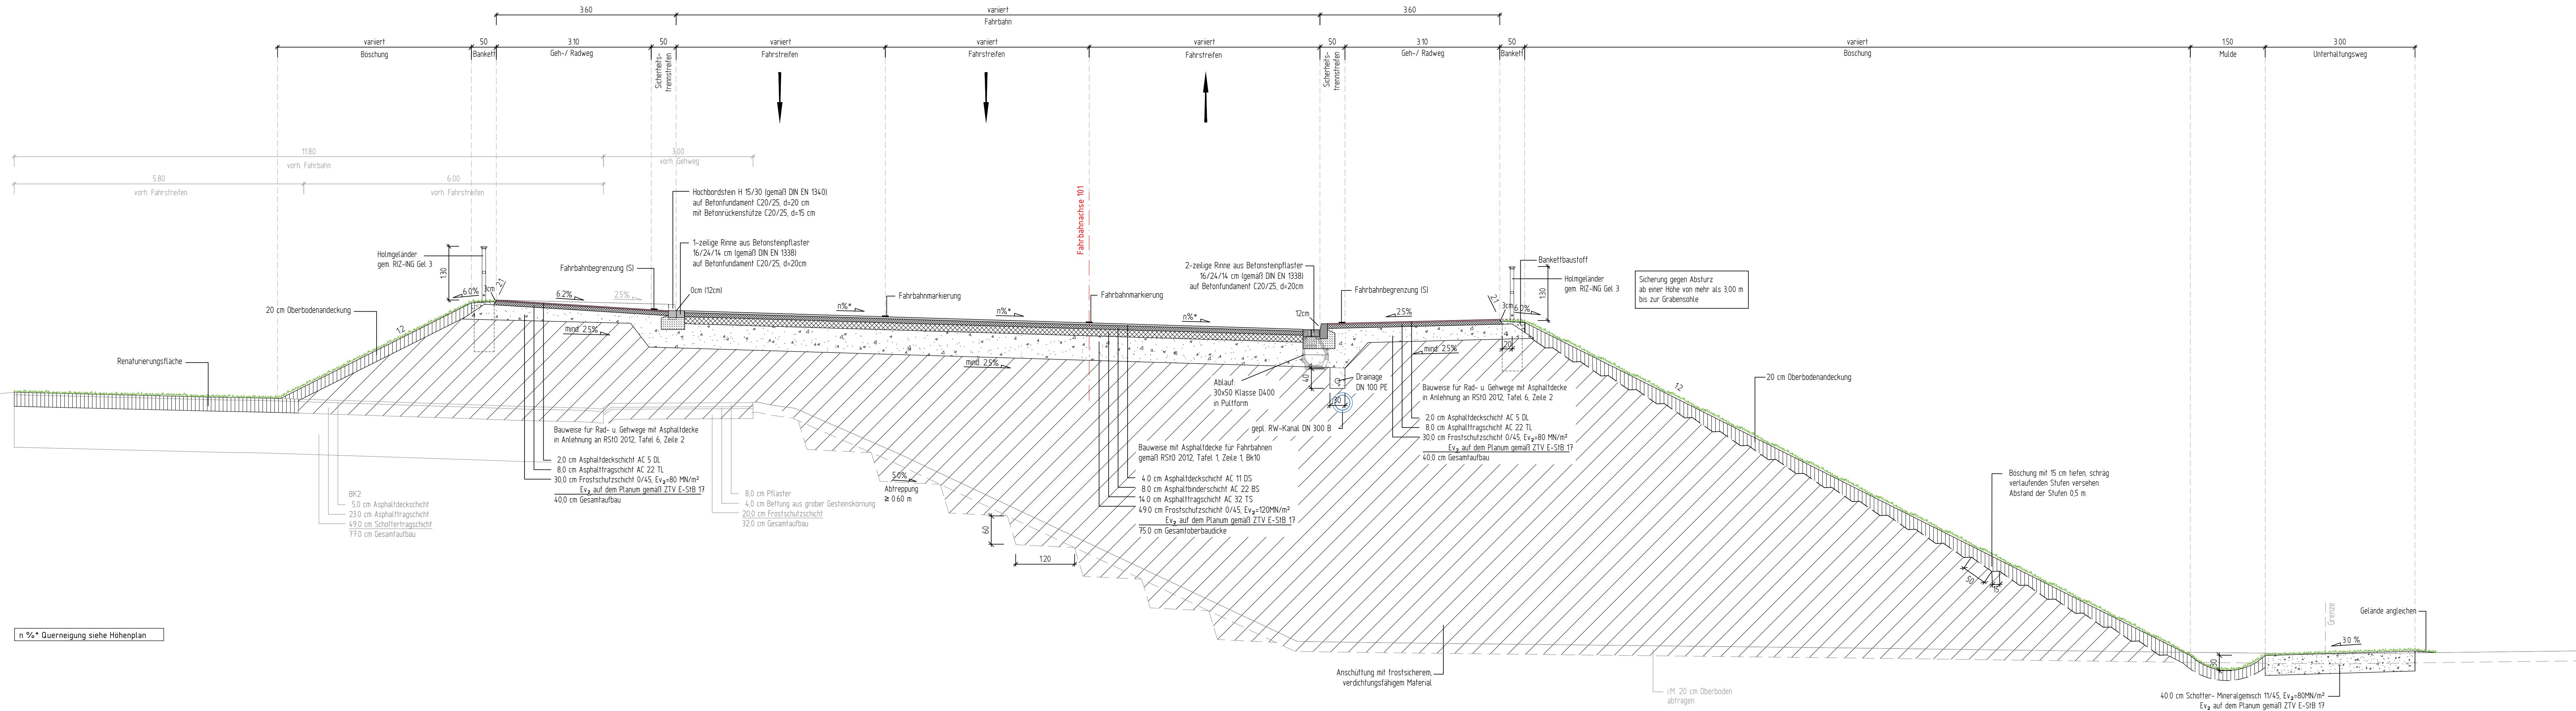 3.60
variiert
Fahrbahn
3.60
variiert
Böschung
50
Bankett
3.10
Geh-/ Radweg
50
Sicherheits-
trennstreifen
variiert
Fahrstreifen
variiert
Fahrstreifen
variiert
Fahrstreifen
50
Sicherheits-
trennstreifen
3.10
Geh-/ Radweg
50
Bankett
variiert
Böschung
1.50
Mulde
3.00
Unterhaltungsweg
11.80
vorh. Fahrbahn
3.00
vorh. Gehweg
5.80
vorh. Fahrstreifen
6.00
vorh. Fahrstreifen
Hochbordstein H 15/30 (gemäß DIN EN 1340)
auf Betonfundament C20/25, d=20 cm
mit Betonrückenstütze C20/25, d=15 cm
1-zeilige Rinne aus Betonsteinpflaster
16/24/14 cm (gemäß DIN EN 1338)
auf Betonfundament C20/25, d=20cm
Fahrbahnachse 101
Holmgeländer
gem. RIZ-ING Gel 3
1.30
6.0%
3cm
2:1
6.2%
2.5%
Fahrbahnbegrenzung (S)
0cm (12cm)
n%*
Fahrbahnmarkierung
n%*
Fahrbahnmarkierung
n%*
2-zeilige Rinne aus Betonsteinpflaster
16/24/14 cm (gemäß DIN EN 1338)
auf Betonfundament C20/25, d=20cm
12cm
Fahrbahnbegrenzung (S)
2.5%
2:1
3cm
6.0%
Bankettbaustoff
Holmgeländer
gem. RIZ-ING Gel 3
1.30
Sicherung gegen Absturz
ab einer Höhe von mehr als 3,00 m
bis zur Grabensohle
20 cm Oberbodenandeckung
1:2
Renaturierungsfläche
mind. 2.5%
mind. 2.5%
mind. 2.5%
20
40
30
Ablauf
30x50 Klasse D400
in Pultform
Drainage
DN 100 PE
gepl. RW-Kanal DN 300 B
1:2
20 cm Oberbodenandeckung
Bauweise für Rad- u. Gehwege mit Asphaltdecke
in Anlehnung an RStO 2012, Tafel 6, Zeile 2
2,0 cm Asphaltdeckschicht AC 5 DL
8,0 cm Asphalttragschicht AC 22 TL
30,0 cm Frostschutzschicht 0/45, Ev₂=80 MN/m²
Ev₂ auf dem Planum gemäß ZTV E-StB 17
40,0 cm Gesamtaufbau
Bauweise für Rad- u. Gehwege mit Asphaltdecke
in Anlehnung an RStO 2012, Tafel 6, Zeile 2
2,0 cm Asphaltdeckschicht AC 5 DL
8,0 cm Asphalttragschicht AC 22 TL
30,0 cm Frostschutzschicht 0/45, Ev₂=80 MN/m²
Ev₂ auf dem Planum gemäß ZTV E-StB 17
40,0 cm Gesamtaufbau
Bauweise mit Asphaltdecke für Fahrbahnen
gemäß RStO 2012, Tafel 1, Zeile 1, Bk10
4.0 cm Asphaltdeckschicht AC 11 DS
8.0 cm Asphaltbinderschicht AC 22 BS
14.0 cm Asphalttragschicht AC 32 TS
49.0 cm Frostschutzschicht 0/45, Ev₂=120MN/m²
Ev₂ auf dem Planum gemäß ZTV E-StB 17
75.0 cm Gesamtoberbaudicke
BK2
5.0 cm Asphaltdeckschicht
23.0 cm Asphalttragschicht
49.0 cm Schottertragschicht
77.0 cm Gesamtaufbau
8,0 cm Pflaster
4,0 cm Bettung aus grober Gesteinskörnung
20,0 cm Frostschutzschicht
32,0 cm Gesamtaufbau
5.0%
Abtreppung
≥ 0.60 m
60
1.20
Böschung mit 15 cm tiefen, schräg
verlaufenden Stufen versehen.
Abstand der Stufen 0,5 m
50
15
Grenze
Gelände angleichen
3.0 %
30
n %* Querneigung siehe Höhenplan
Anschüttung mit frostsicherem,
verdichtungsfähigem Material
i.M. 20 cm Oberboden
abtragen
40.0 cm Schotter- Mineralgemisch 11/45, Ev₂=80MN/m²
Ev₂ auf dem Planum gemäß ZTV E-StB 17